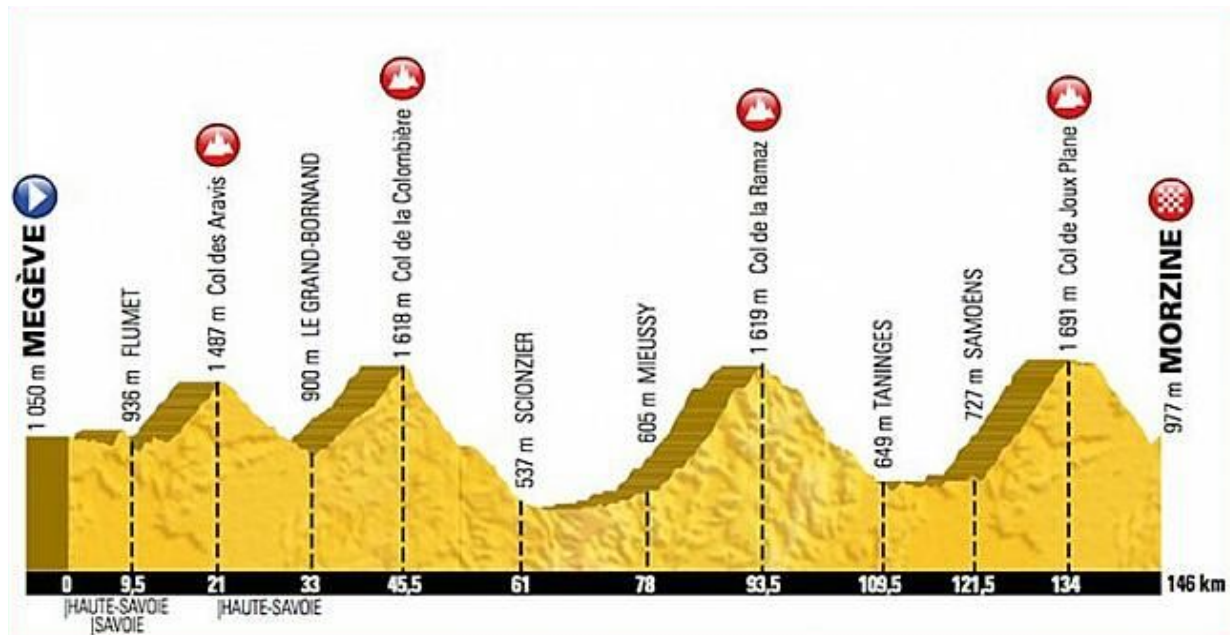 1 050 m MEGÈVE
936 m FLUMET
1 487 m Col des Aravis
900 m LE GRAND-BORNAND
1 618 m Col de la Colombière
537 m SCIONZIER
605 m MIEUSSY
1 619 m Col de la Ramaz
649 m TANINGES
727 m SAMOËNS
1 691 m Col de Joux Plane
977 m MORZINE
0 9,5 21 33 45,5 61 78 93,5 109,5 121,5 134 146 km
|HAUTE-SAVOIE |HAUTE-SAVOIE
|SAVOIE